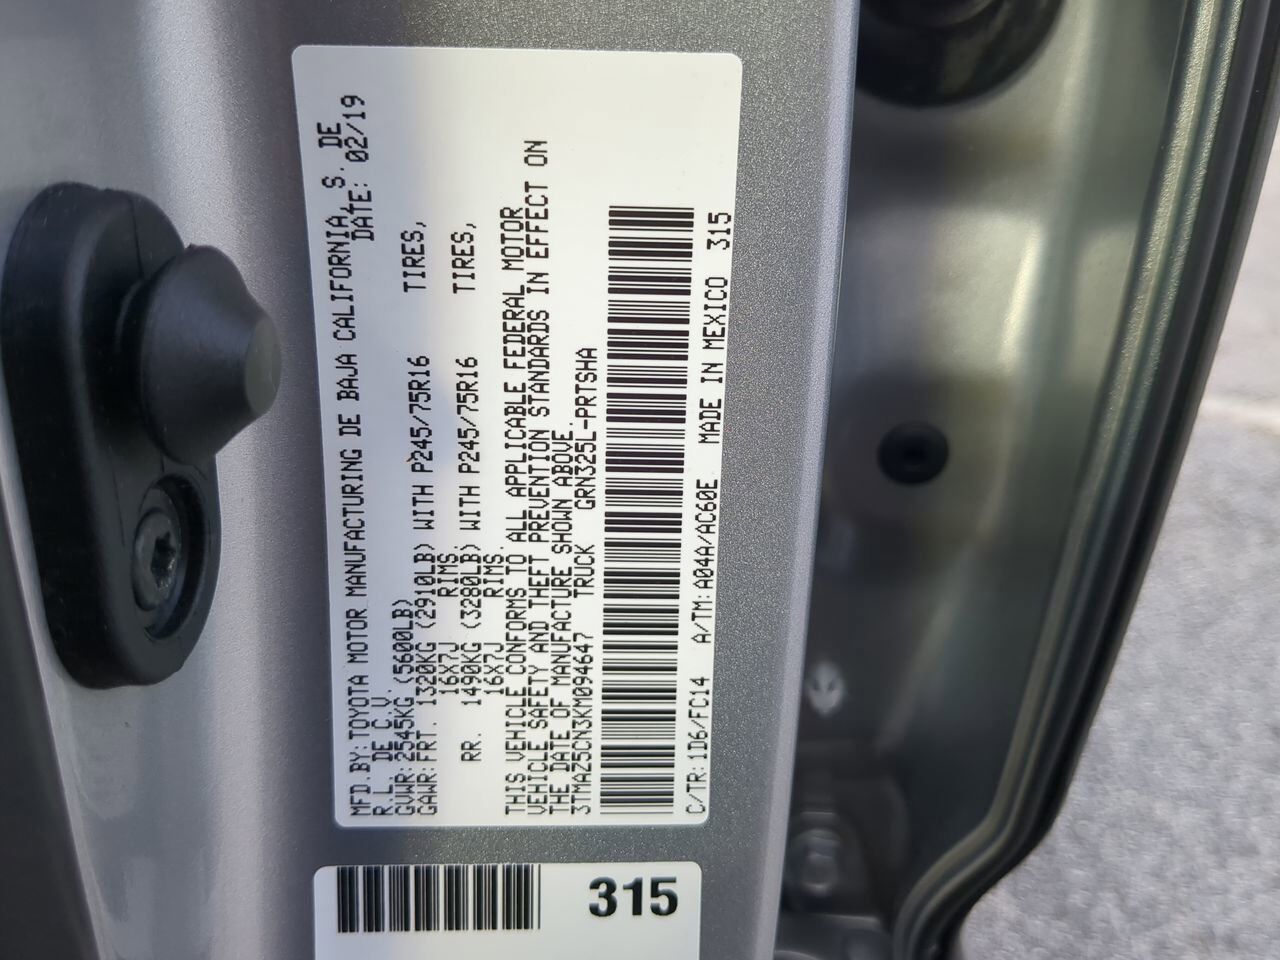 MFD.BY:TOYOTA MOTOR MANUFACTURING DE BAJA CALIFORNIA, S. DE
R.L. DE C.V. DATE: 02/19
GVWR:2545KG (5600LB)
GAWR:FRT. 1320KG (2910LB) WITH P245/75R16 TIRES,
16X7J RIMS.
RR. 1490KG (3280LB) WITH P245/75R16 TIRES,
16X7J RIMS.
THIS VEHICLE CONFORMS TO ALL APPLICABLE FEDERAL MOTOR
VEHICLE SAFETY AND THEFT PREVENTION STANDARDS IN EFFECT ON
THE DATE OF MANUFACTURE SHOWN ABOVE.
3TMAZ5CN3KM094647 TRUCK GRN325L-PRTSHA
C/TR:1D6/FC14 A/TM:A04A/AC60E MADE IN MEXICO 315
315